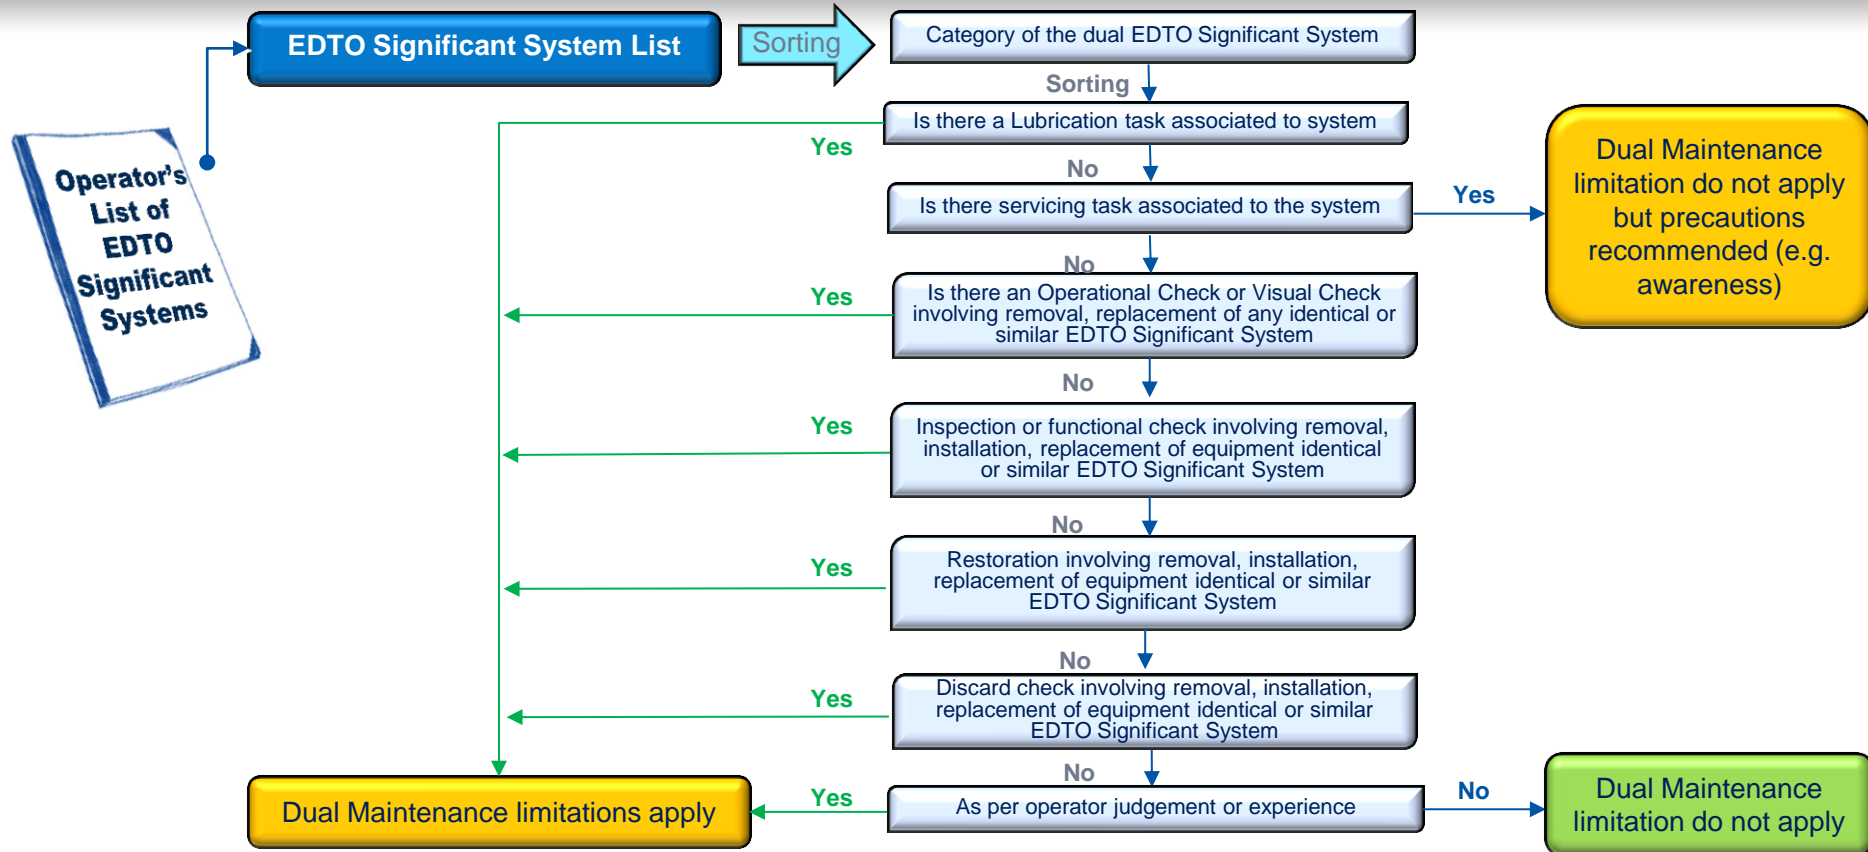 EDTO Significant System List
Sorting
Category of the dual EDTO Significant System
Sorting
Is there a Lubrication task associated to system
Yes
No
Operator's
List of
EDTO
Significant
Systems
Is there servicing task associated to the system
Yes
Dual Maintenance
limitation do not apply
but precautions
recommended (e.g.
awareness)
No
Is there an Operational Check or Visual Check
involving removal, replacement of any identical or
similar EDTO Significant System
Yes
No
Inspection or functional check involving removal,
installation, replacement of equipment identical
or similar EDTO Significant System
Yes
No
Restoration involving removal, installation,
replacement of equipment identical or similar
EDTO Significant System
Yes
No
Discard check involving removal, installation,
replacement of equipment identical or similar
EDTO Significant System
Yes
No
As per operator judgement or experience
Yes
Dual Maintenance limitations apply
No
Dual Maintenance
limitation do not apply